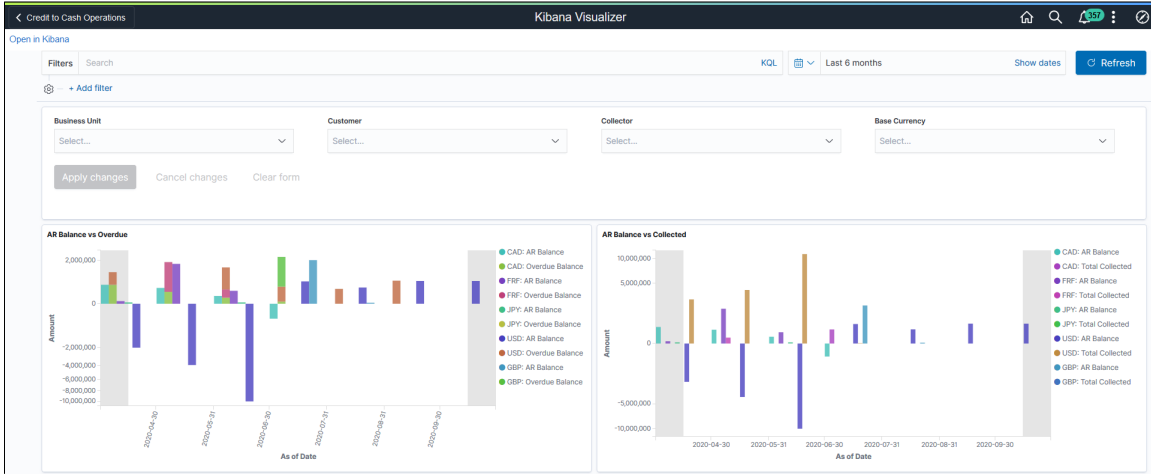 Credit to Cash Operations
Kibana Visualizer
357
Open in Kibana
Filters Search KQL Last 6 months Show dates Refresh
+ Add filter
Business Unit Customer Collector Base Currency
Select... Select... Select... Select...
Apply changes Cancel changes Clear form
AR Balance vs Overdue
2,000,000
0
-2,000,000
-4,000,000
-6,000,000
-8,000,000
-10,000,000
Amount
2020-04-30 2020-05-31 2020-06-30 2020-07-31 2020-08-31 2020-09-30
As of Date
CAD: AR Balance
CAD: Overdue Balance
FRF: AR Balance
FRF: Overdue Balance
JPY: AR Balance
JPY: Overdue Balance
USD: AR Balance
USD: Overdue Balance
GBP: AR Balance
GBP: Overdue Balance
AR Balance vs Collected
10,000,000
5,000,000
0
-5,000,000
-10,000,000
Amount
2020-04-30 2020-05-31 2020-06-30 2020-07-31 2020-08-31 2020-09-30
As of Date
CAD: AR Balance
CAD: Total Collected
FRF: AR Balance
FRF: Total Collected
JPY: AR Balance
JPY: Total Collected
USD: AR Balance
USD: Total Collected
GBP: AR Balance
GBP: Total Collected